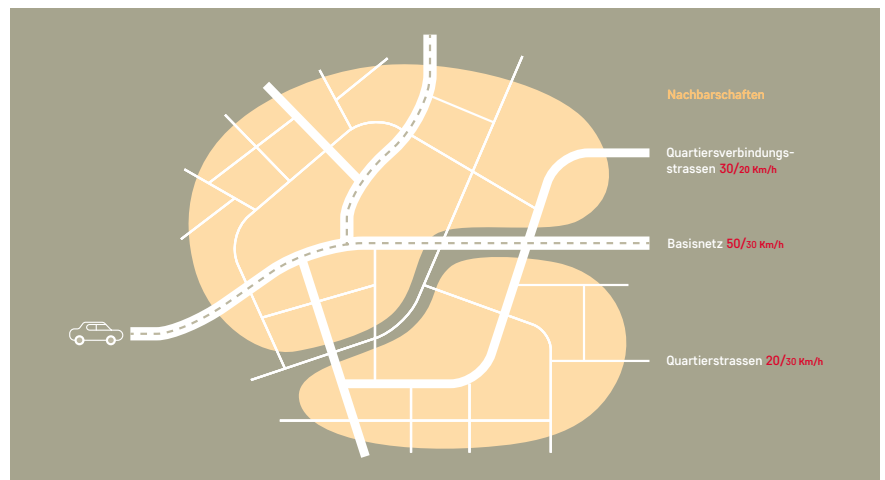 Nachbarschaften
Quartiersverbindungs-
strassen 30/20 Km/h
Basisnetz 50/30 Km/h
Quartierstrassen 20/30 Km/h